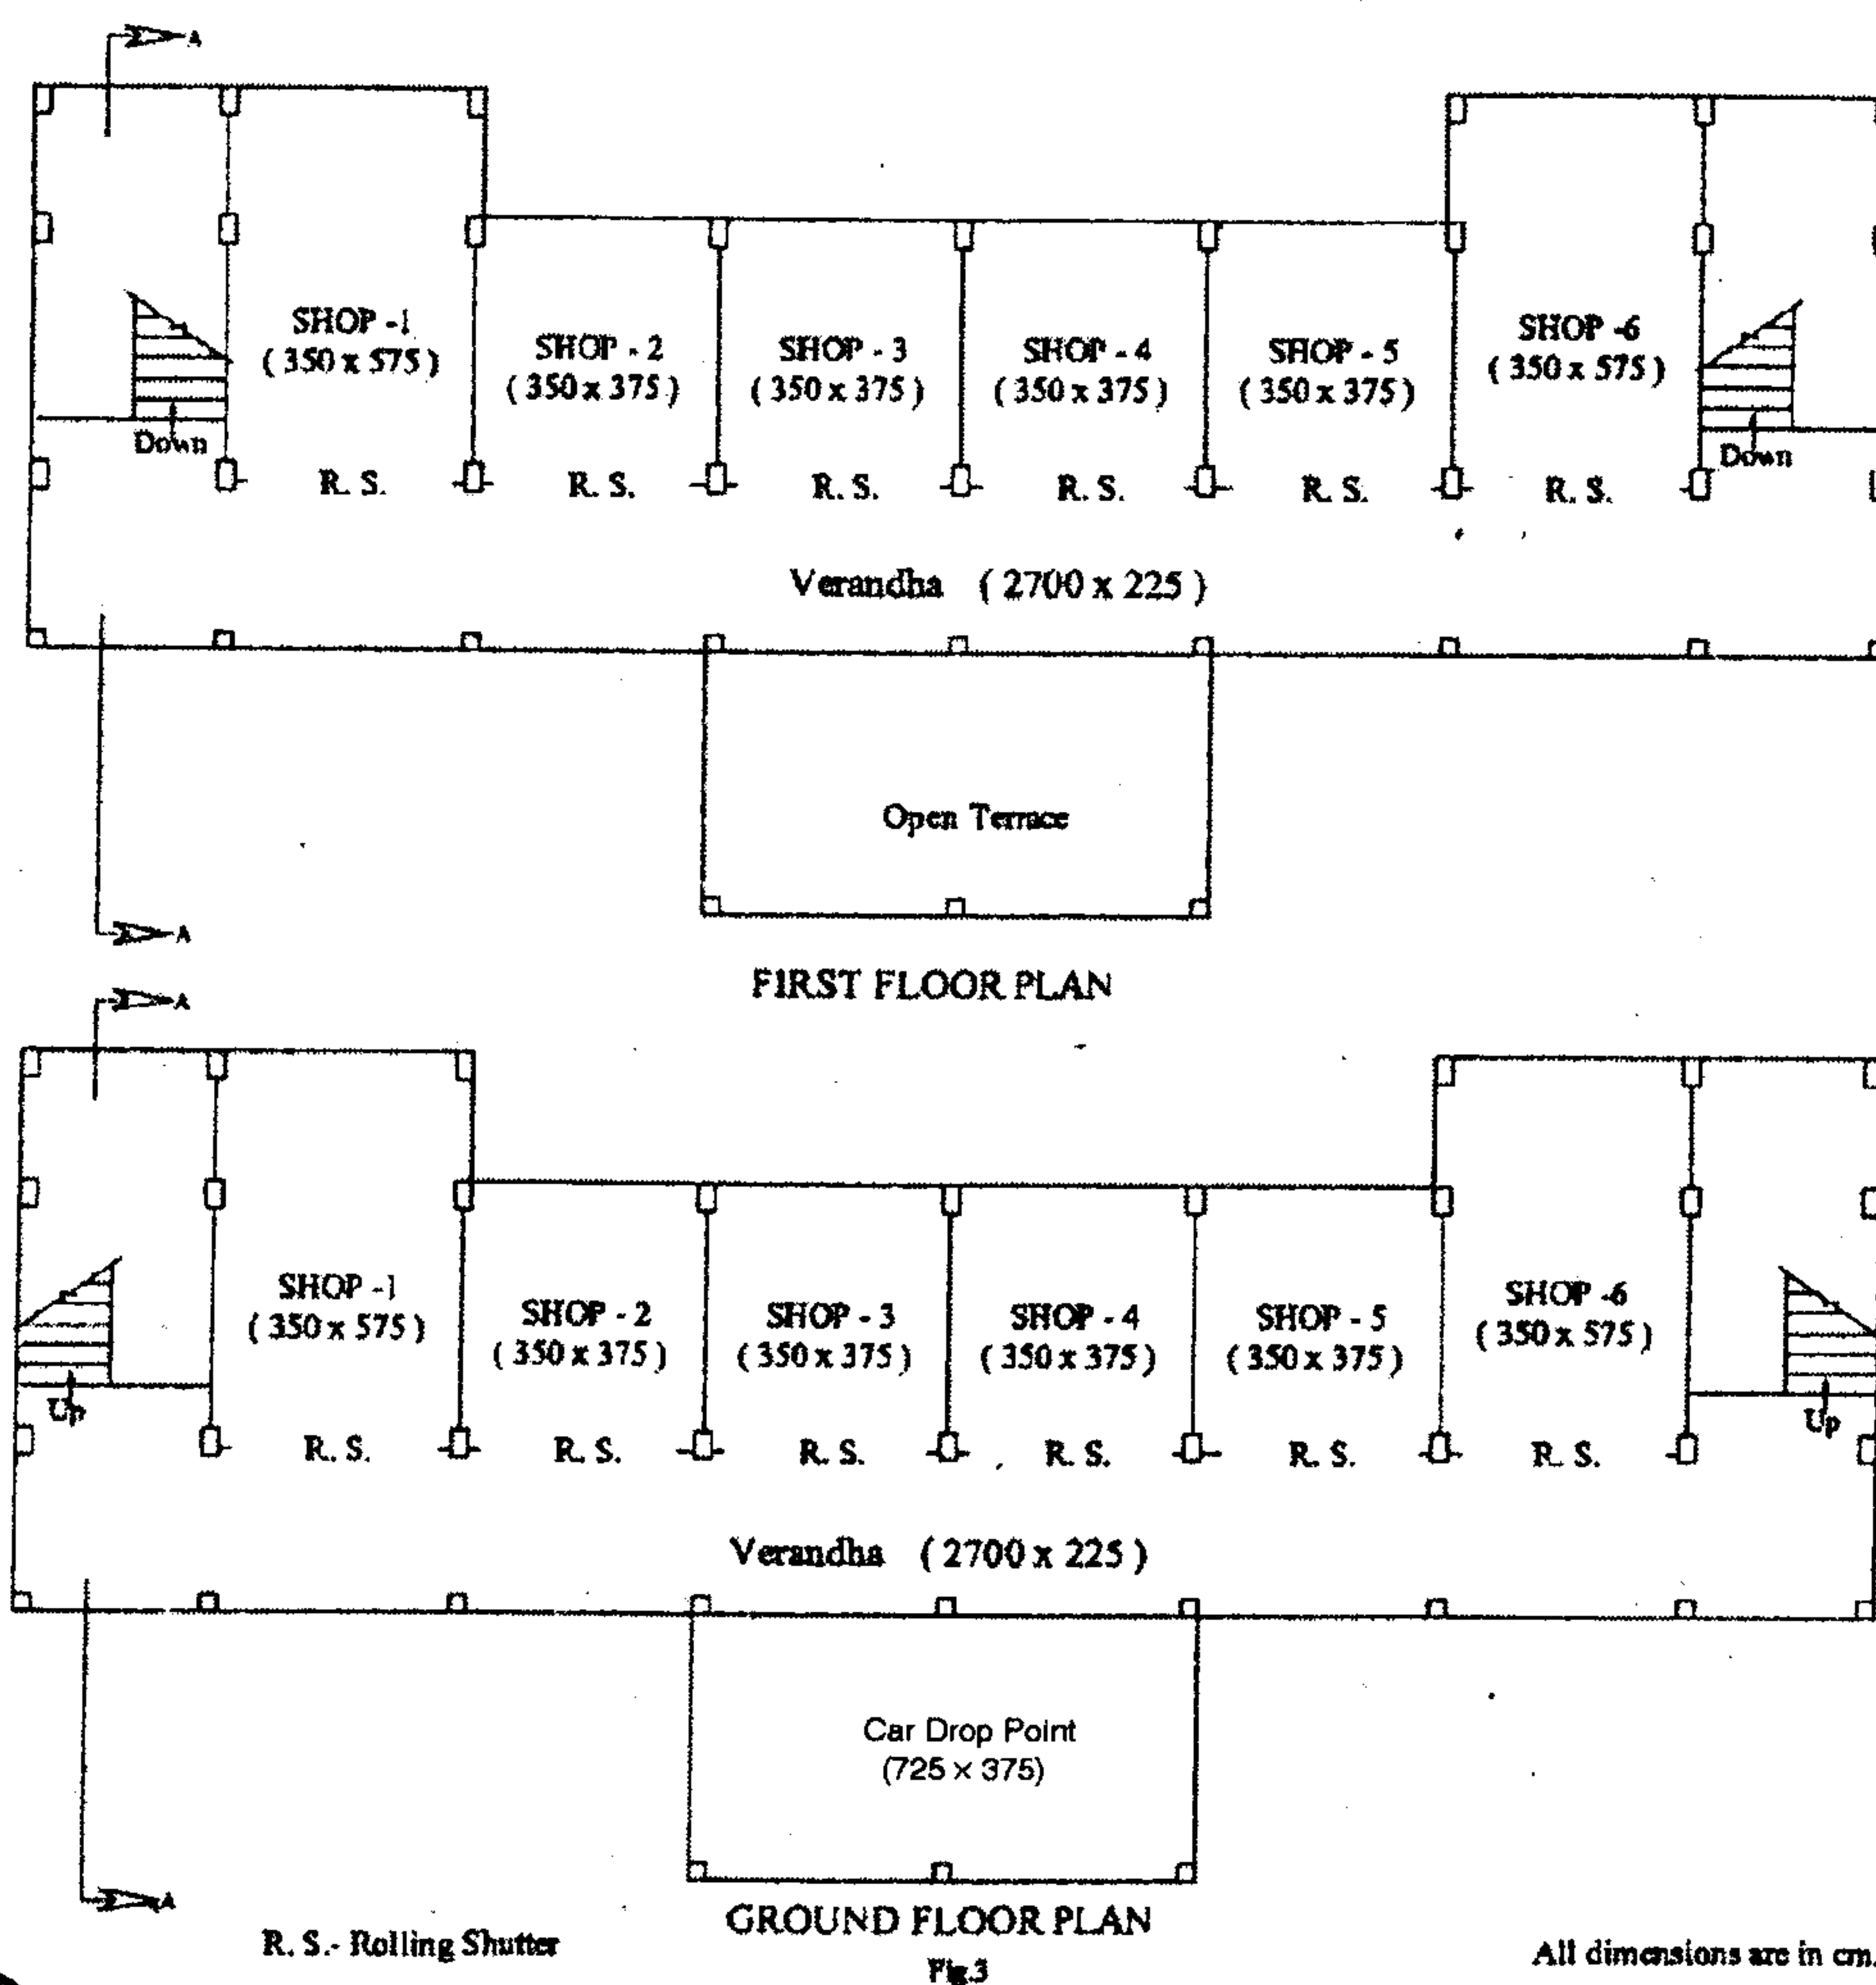 A
SHOP -1
( 350 x 575 )
SHOP - 2
( 350 x 375 )
SHOP - 3
( 350 x 375 )
SHOP - 4
( 350 x 375 )
SHOP - 5
( 350 x 375 )
SHOP -6
( 350 x 575 )
Down
Down
R. S.
R. S.
R. S.
R. S.
R. S.
R. S.
Verandha ( 2700 x 225 )
Open Terrace
A
FIRST FLOOR PLAN
A
SHOP -1
( 350 x 575 )
SHOP - 2
( 350 x 375 )
SHOP - 3
( 350 x 375 )
SHOP - 4
( 350 x 375 )
SHOP - 5
( 350 x 375 )
SHOP -6
( 350 x 575 )
Up
Up
R. S.
R. S.
R. S.
R. S.
R. S.
R. S.
Verandha ( 2700 x 225 )
Car Drop Point
(725 × 375)
A
GROUND FLOOR PLAN
R. S.- Rolling Shutter
Fig.3
All dimensions are in cm.